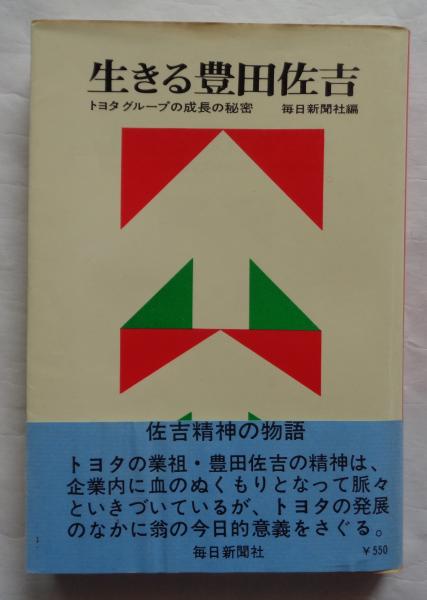 生きる豊田佐吉
トヨタグループの成長の秘密　毎日新聞社編
佐吉精神の物語
トヨタの業祖・豊田佐吉の精神は、
企業内に血のぬくもりとなって脈々
といきづいているが、トヨタの発展
のなかに翁の今日的意義をさぐる。
毎日新聞社　￥550